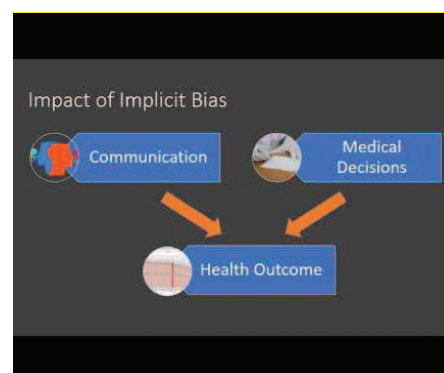 Impact of Implicit Bias
Communication
Medical
Decisions
Health Outcome